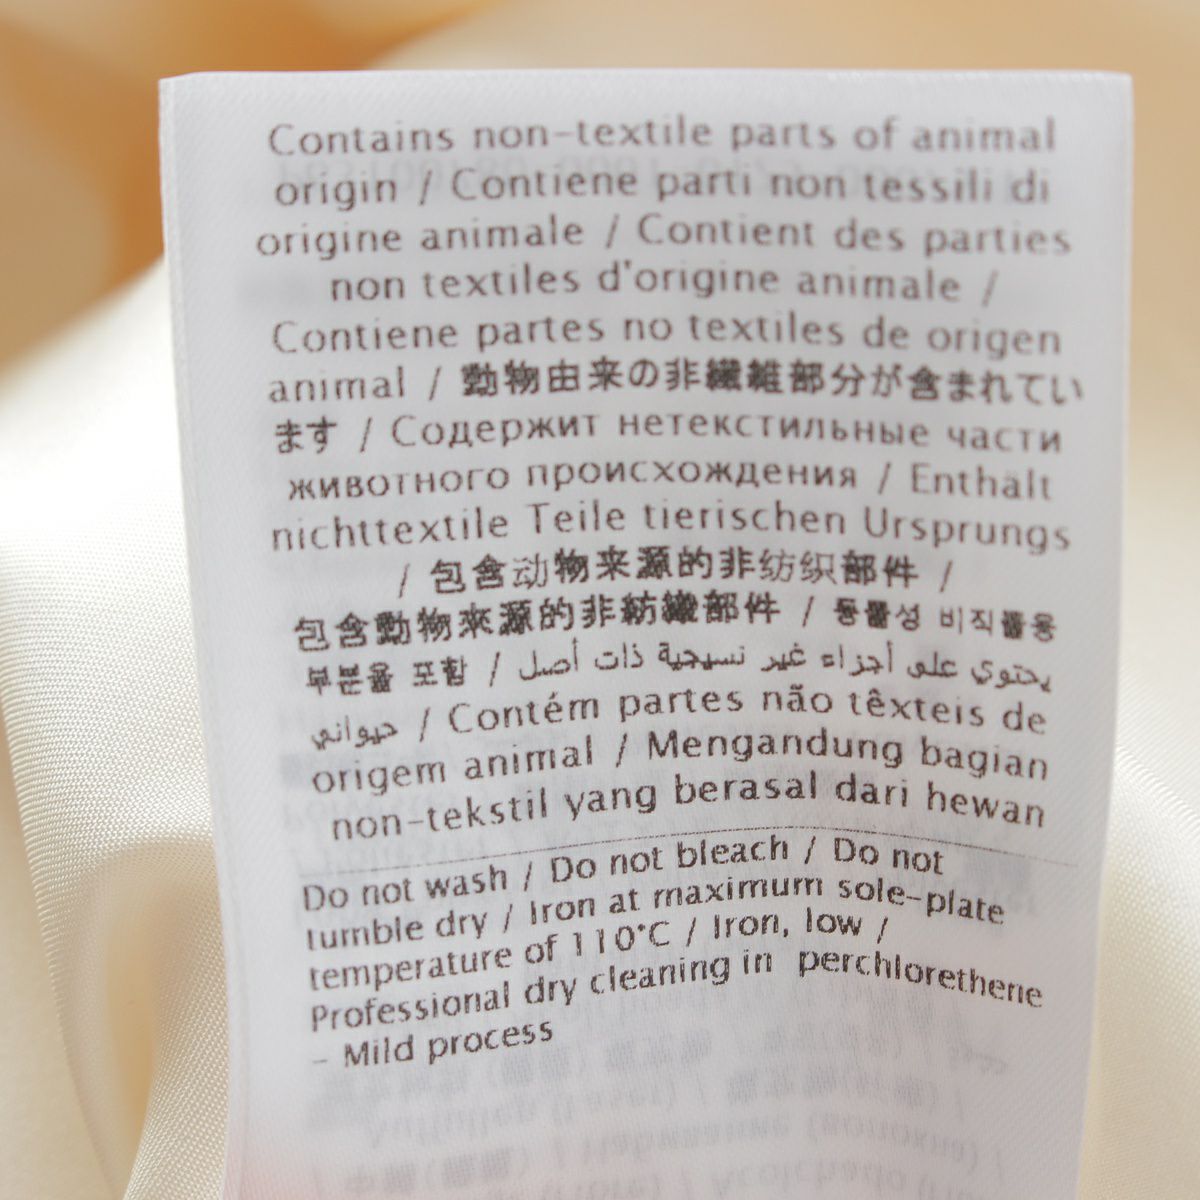 Contains non-textile parts of animal
origin / Contiene parti non tessili di
origine animale / Contient des parties
non textiles d'origine animale /
Contiene partes no textiles de origen
animal / 動物由来の非繊維部分が含まれてい
ます / Содержит нетекстильные части
животного происхождения / Enthält
nichttextile Teile tierischen Ursprungs
/ 包含动物来源的非纺织部件 /
包含動物來源的非紡織部件 / 동물성 비직물용
부분을 포함 / يحتوي على أجزاء غير نسيجية ذات أصل
حيواني / Contém partes não têxteis de
origem animal / Mengandung bagian
non-tekstil yang berasal dari hewan
Do not wash / Do not bleach / Do not
tumble dry / Iron at maximum sole-plate
temperature of 110°C / Iron, low /
Professional dry cleaning in perchlorethene
- Mild process